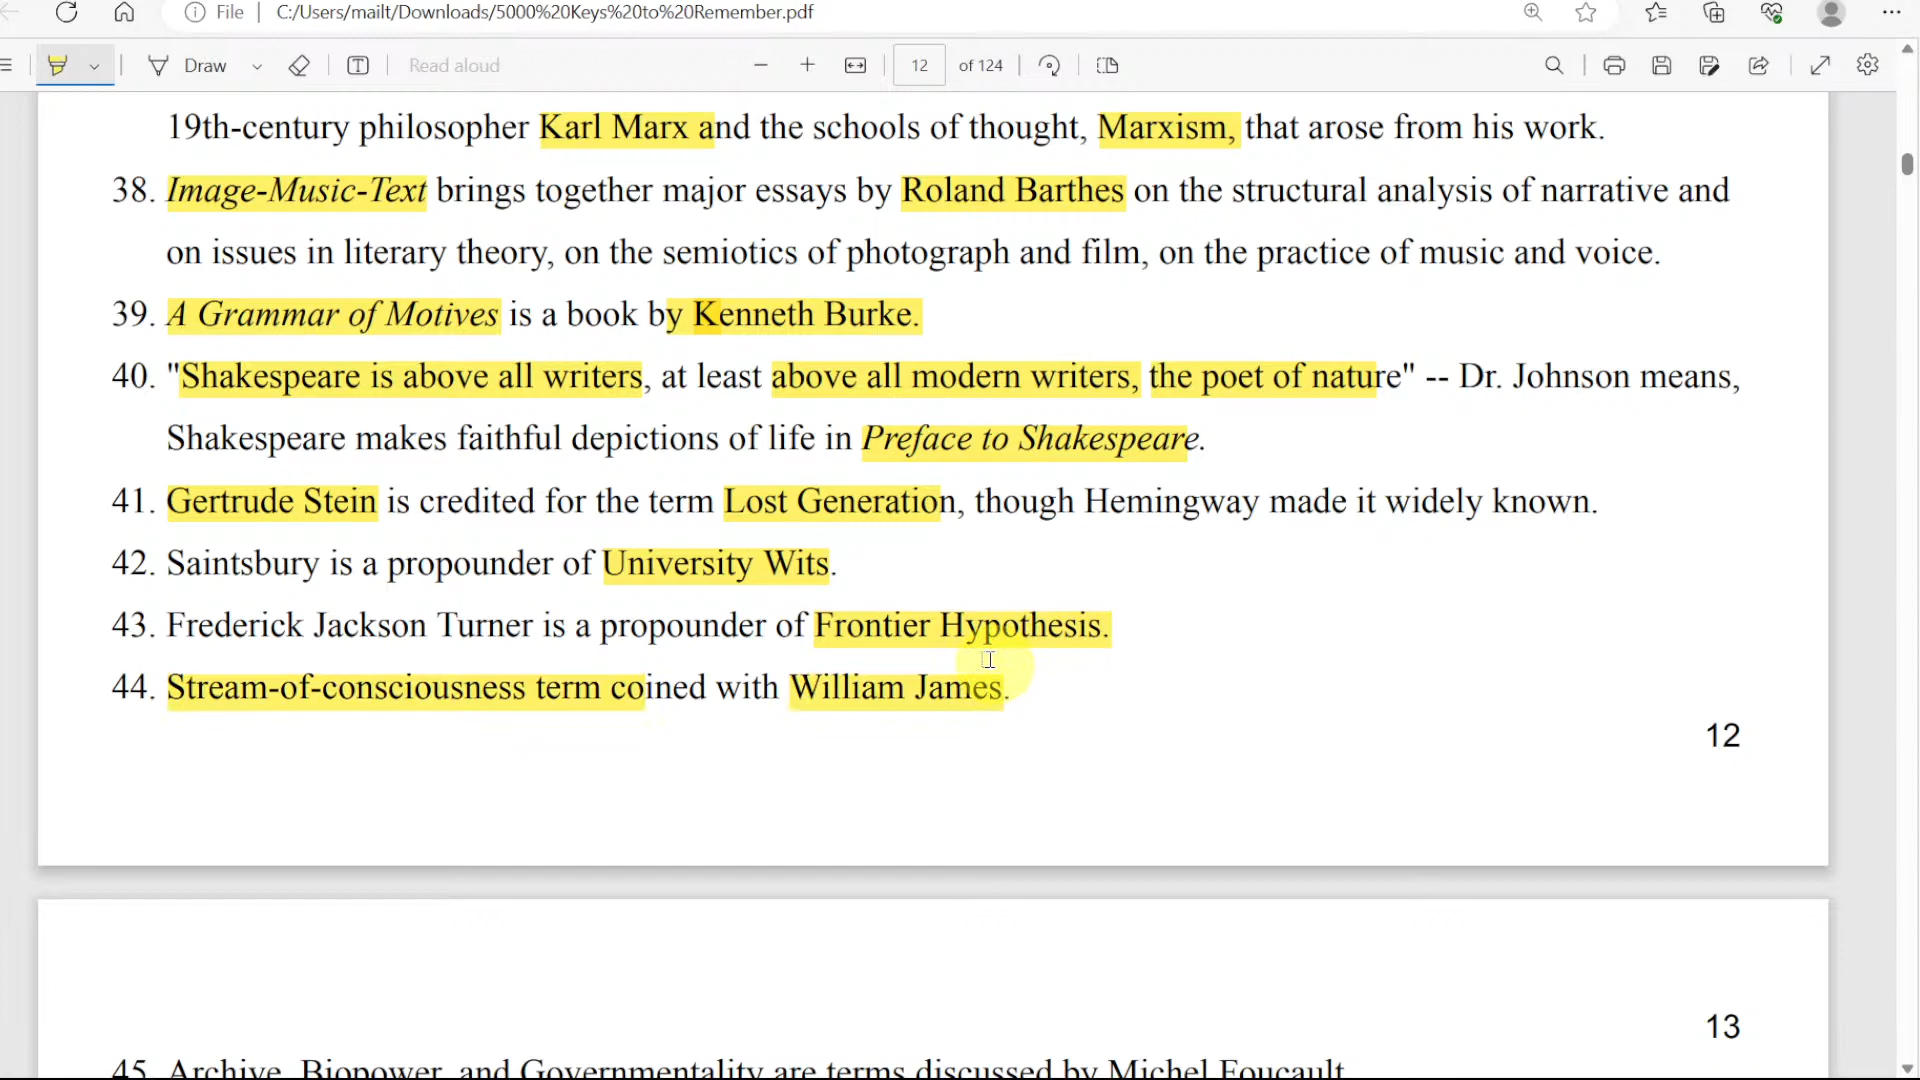 File C:/Users/mailt/Downloads/5000%20Keys%20to%20Remember.pdf
Draw Read aloud 12 of 124
19th-century philosopher Karl Marx and the schools of thought, Marxism, that arose from his work.
38. Image-Music-Text brings together major essays by Roland Barthes on the structural analysis of narrative and
on issues in literary theory, on the semiotics of photograph and film, on the practice of music and voice.
39. A Grammar of Motives is a book by Kenneth Burke.
40. "Shakespeare is above all writers, at least above all modern writers, the poet of nature" -- Dr. Johnson means,
Shakespeare makes faithful depictions of life in Preface to Shakespeare.
41. Gertrude Stein is credited for the term Lost Generation, though Hemingway made it widely known.
42. Saintsbury is a propounder of University Wits.
43. Frederick Jackson Turner is a propounder of Frontier Hypothesis.
44. Stream-of-consciousness term coined with William James.
12
13
45. Archive, Biopower, and Governmentality are terms discussed by Michel Foucault